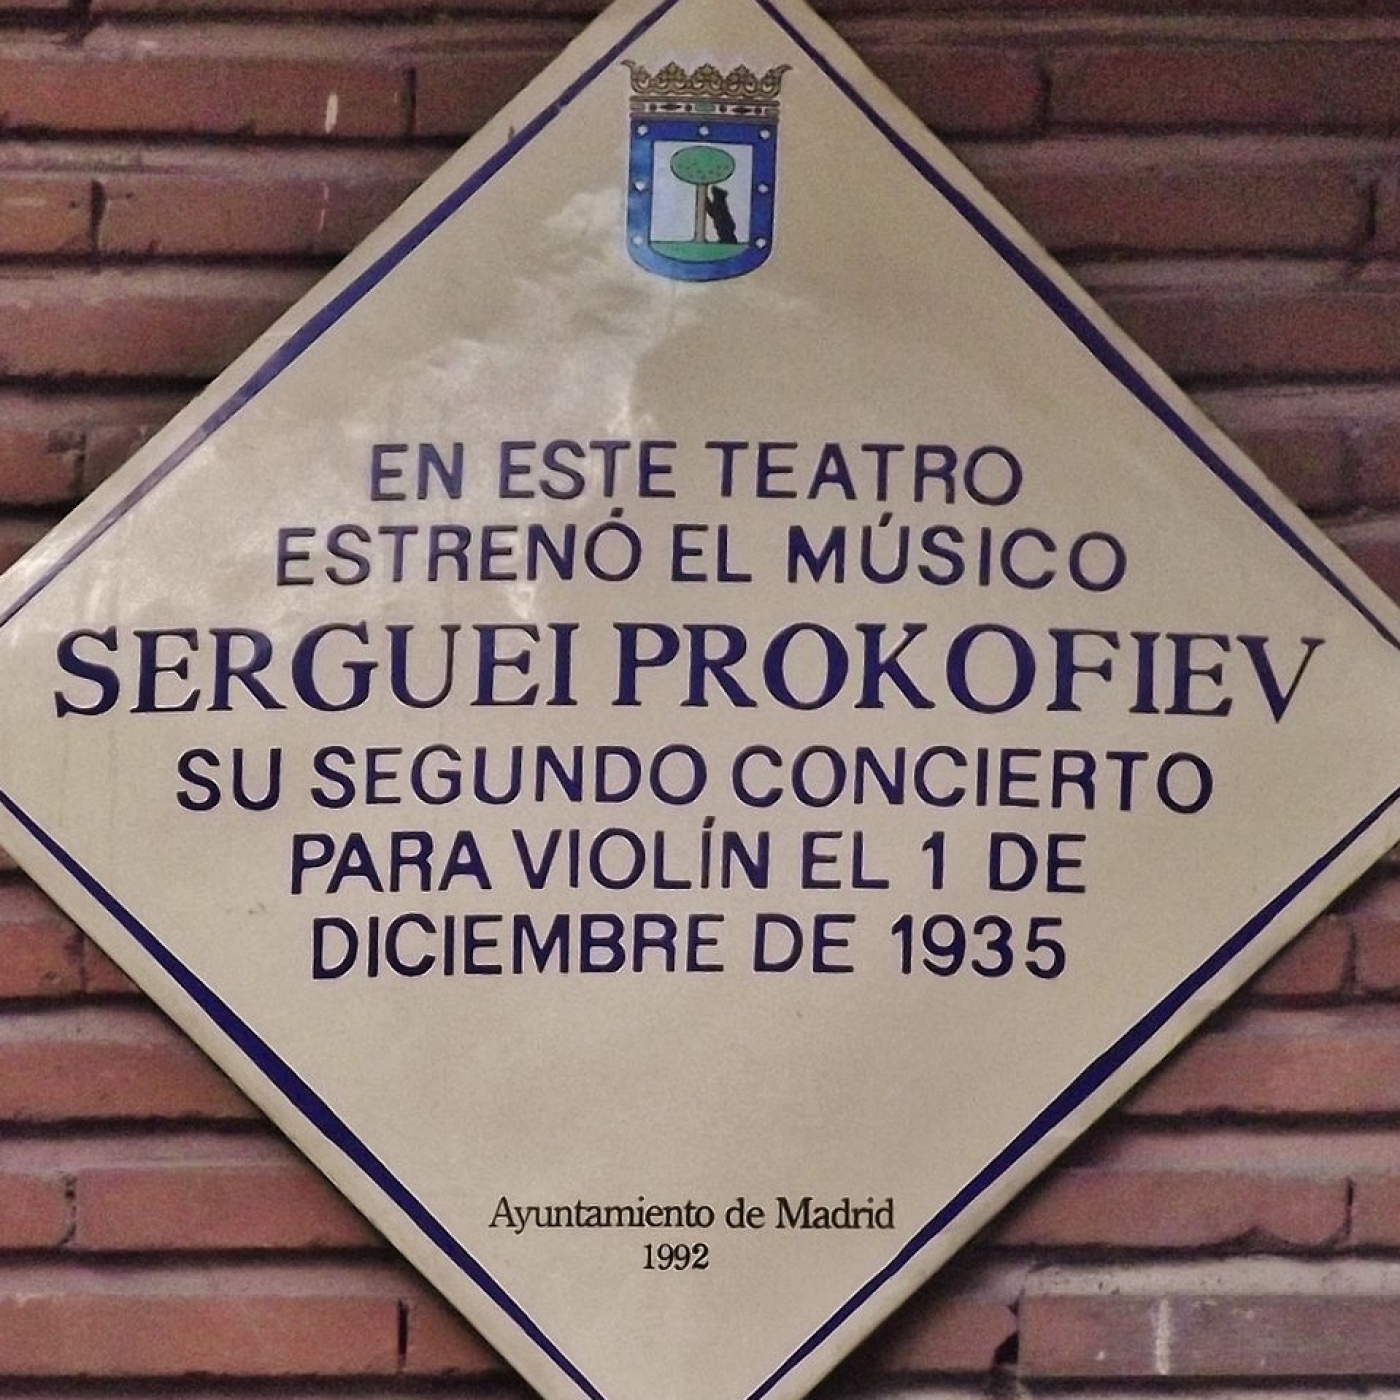 EN ESTE TEATRO
ESTRENÓ EL MÚSICO
SERGUEI PROKOFIEV
SU SEGUNDO CONCIERTO
PARA VIOLÍN EL 1 DE
DICIEMBRE DE 1935
Ayuntamiento de Madrid
1992